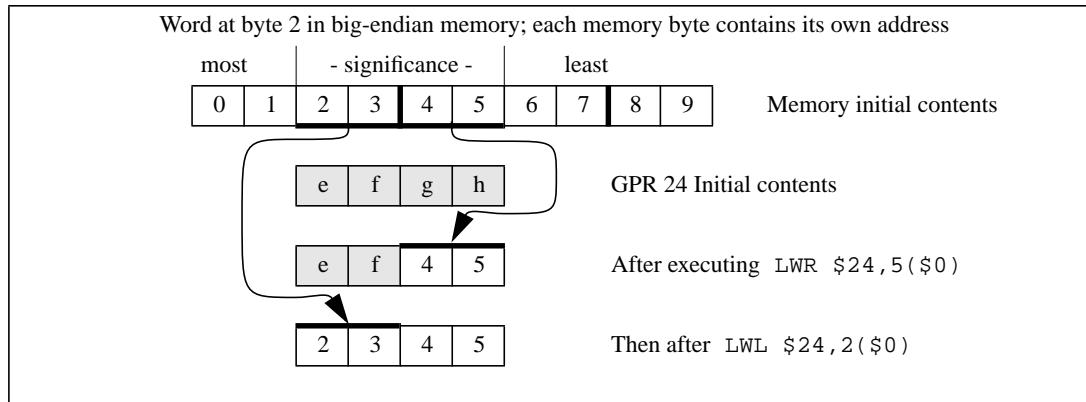 Word at byte 2 in big-endian memory; each memory byte contains its own address
most - significance - least
0 1 2 3 4 5 6 7 8 9 Memory initial contents
e f g h GPR 24 Initial contents
e f 4 5 After executing LWR $24,5($0)
2 3 4 5 Then after LWL $24,2($0)